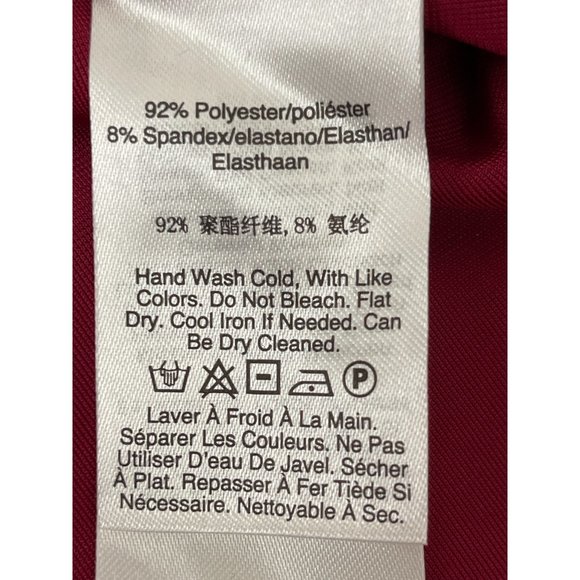 92% Polyester/poliéster
8% Spandex/elastano/Elasthan/
Elasthaan
92% 聚酯纤维, 8% 氨纶
Hand Wash Cold, With Like
Colors. Do Not Bleach. Flat
Dry. Cool Iron If Needed. Can
Be Dry Cleaned.
P
Laver À Froid À La Main.
Séparer Les Couleurs. Ne Pas
Utiliser D'eau De Javel. Sécher
À Plat. Repasser À Fer Tiède Si
Nécessaire. Nettoyable À Sec.